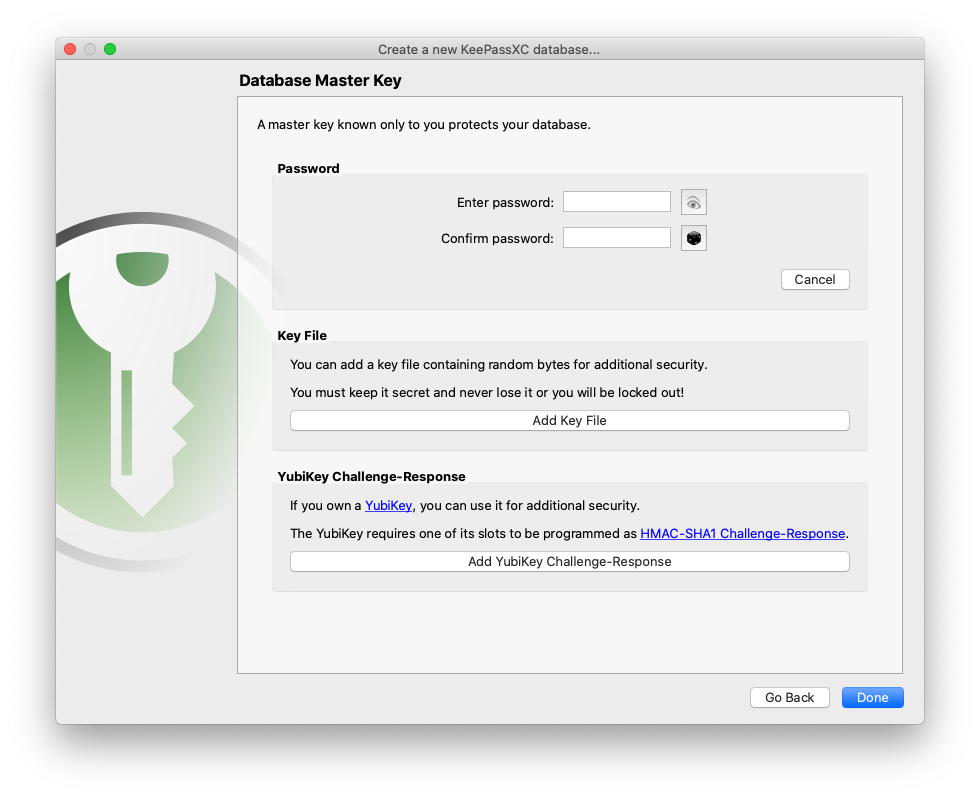 Create a new KeePassXC database...
Database Master Key
A master key known only to you protects your database.
Password
Enter password:
Confirm password:
Cancel
Key File
You can add a key file containing random bytes for additional security.
You must keep it secret and never lose it or you will be locked out!
Add Key File
YubiKey Challenge-Response
If you own a YubiKey, you can use it for additional security.
The YubiKey requires one of its slots to be programmed as HMAC-SHA1 Challenge-Response.
Add YubiKey Challenge-Response
Go Back
Done